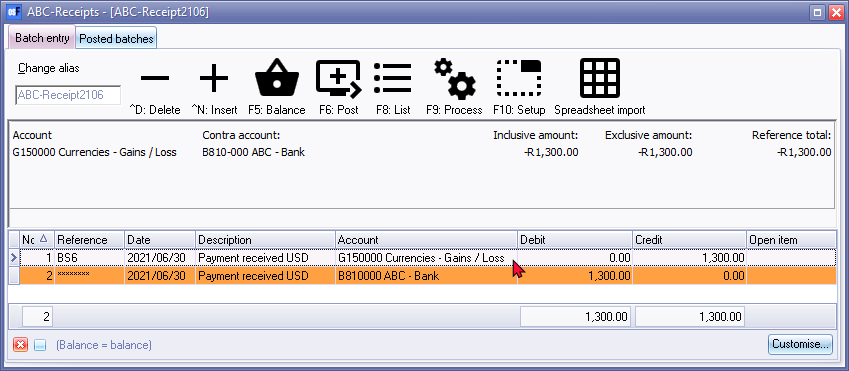 ABC-Receipts - [ABC-Receipt2106]
Batch entry Posted batches
Change alias
ABC-Receipt2106
^D: Delete ^N: Insert F5: Balance F6: Post F8: List F9: Process F10: Setup Spreadsheet import
Account Contra account: Inclusive amount: Exclusive amount: Reference total:
G150000 Currencies - Gains / Loss B810-000 ABC - Bank -R1,300.00 -R1,300.00 -R1,300.00
Nc Reference Date Description Account Debit Credit Open item
1 BS6 2021/06/30 Payment received USD G150000 Currencies - Gains / Loss 0.00 1,300.00
2 ******** 2021/06/30 Payment received USD B810000 ABC - Bank 1,300.00 0.00
2 1,300.00 1,300.00
(Balance = balance) Customise...